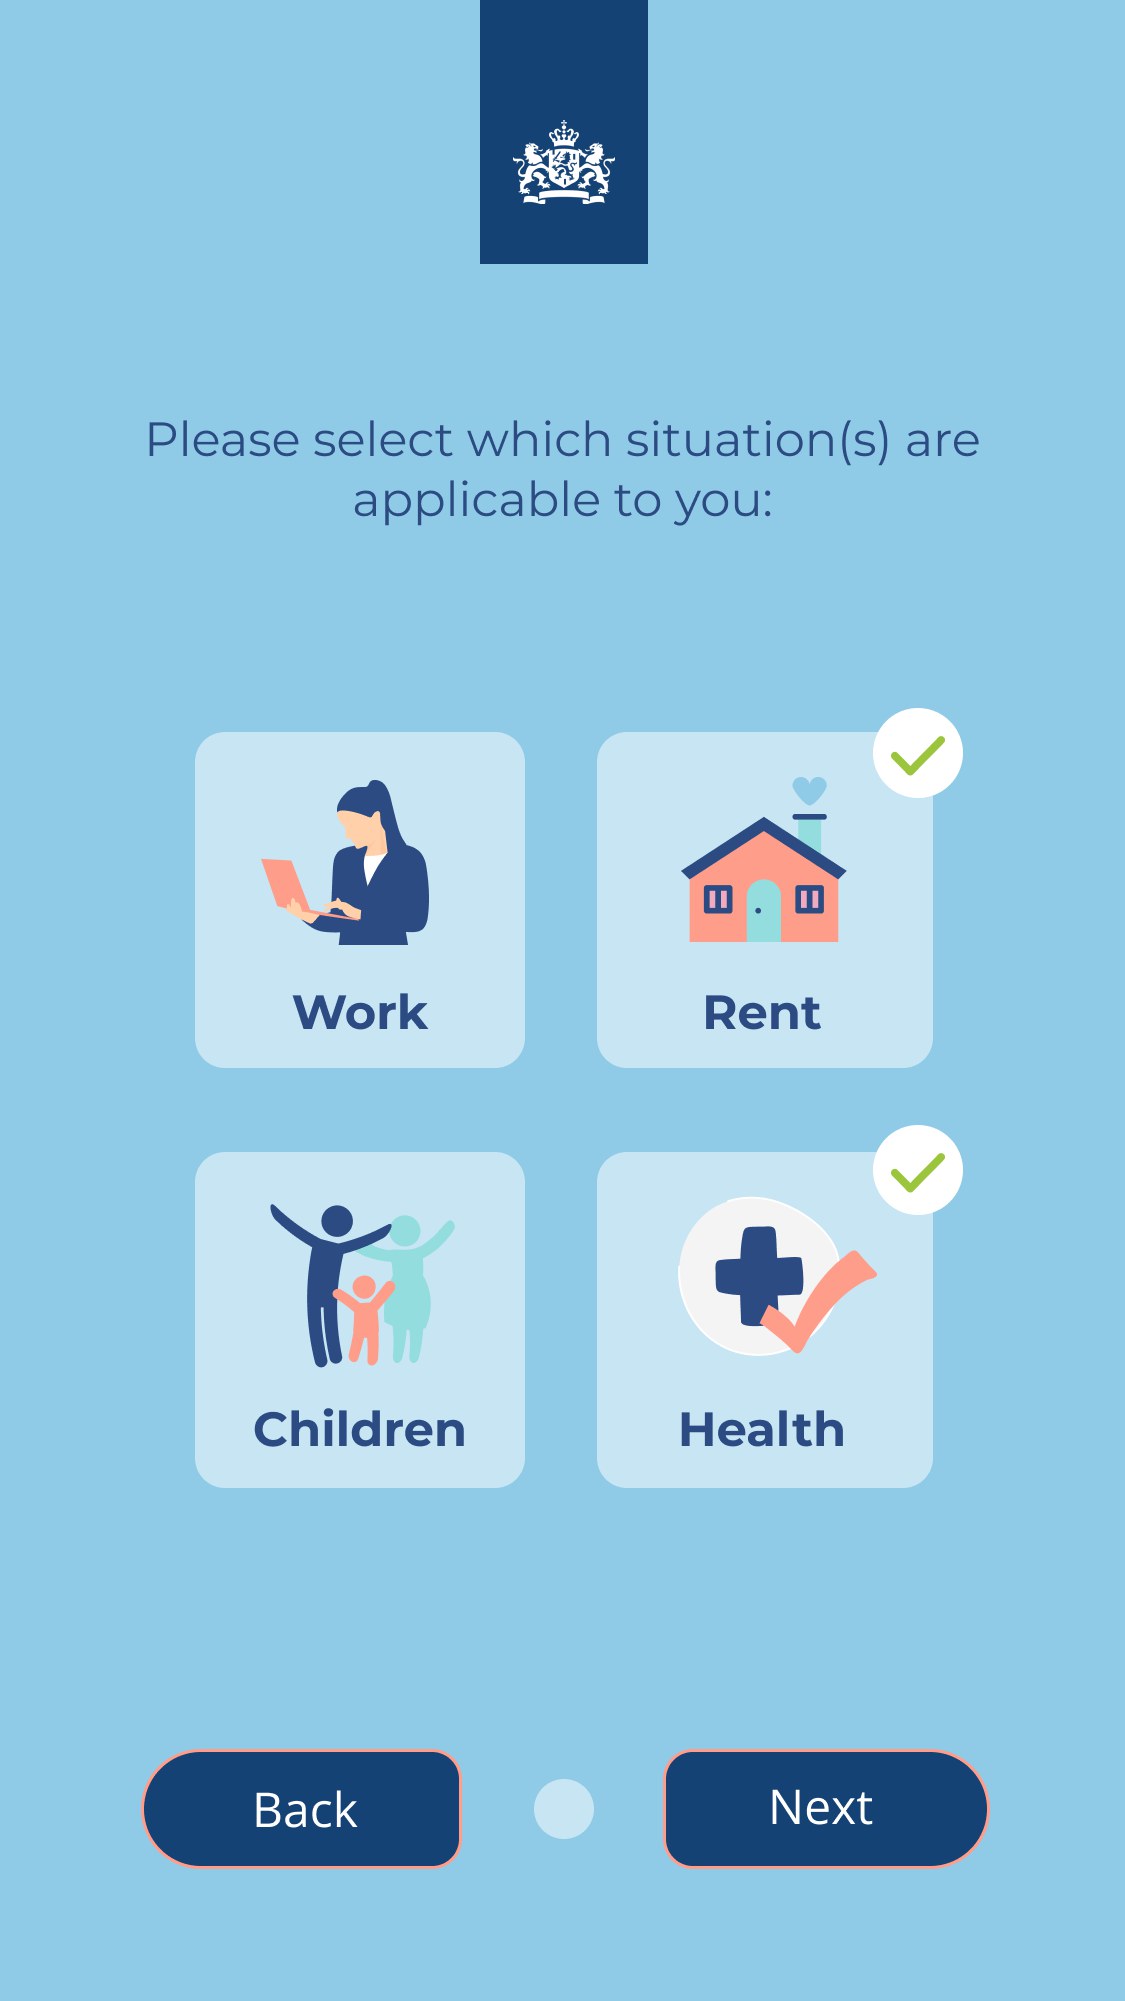 Please select which situation(s) are
applicable to you:
Work
Rent
Children
Health
Back
Next